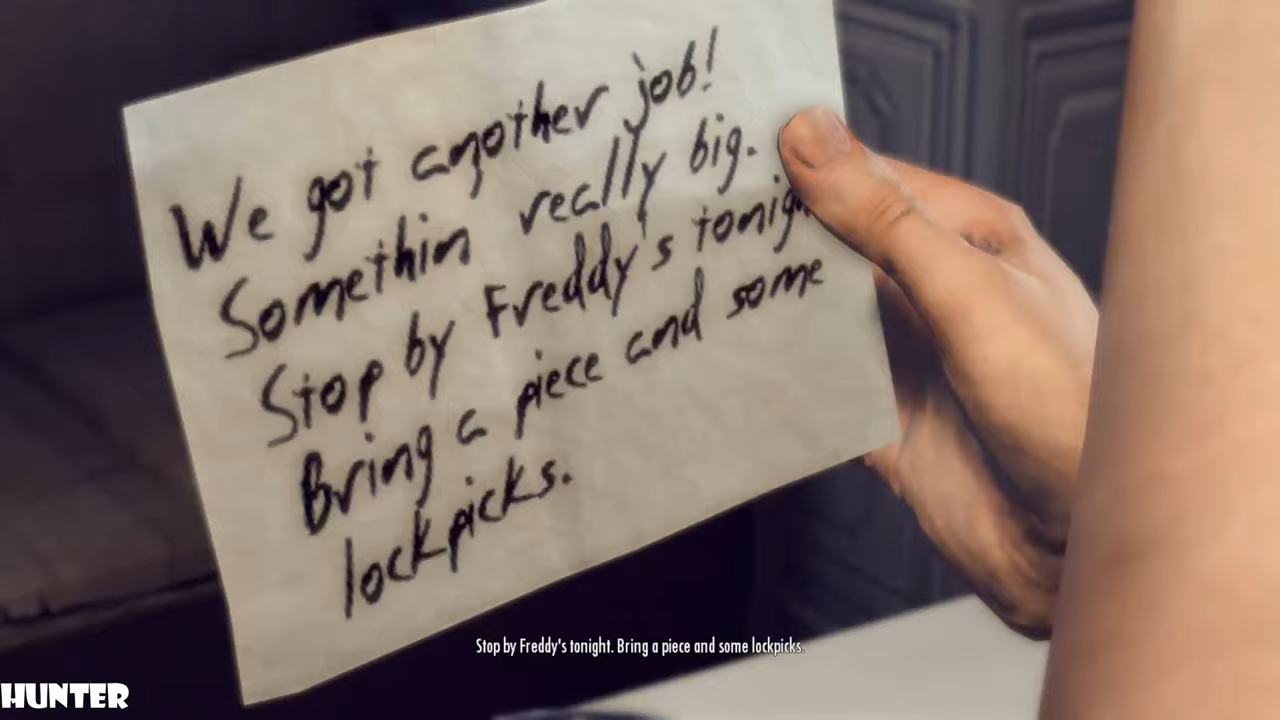 We got another job!
Somethin really big.
Stop by Freddy's tonigh
Bring a piece and some
lockpicks.
Stop by Freddy's tonight. Bring a piece and some lockpicks.
HUNTER